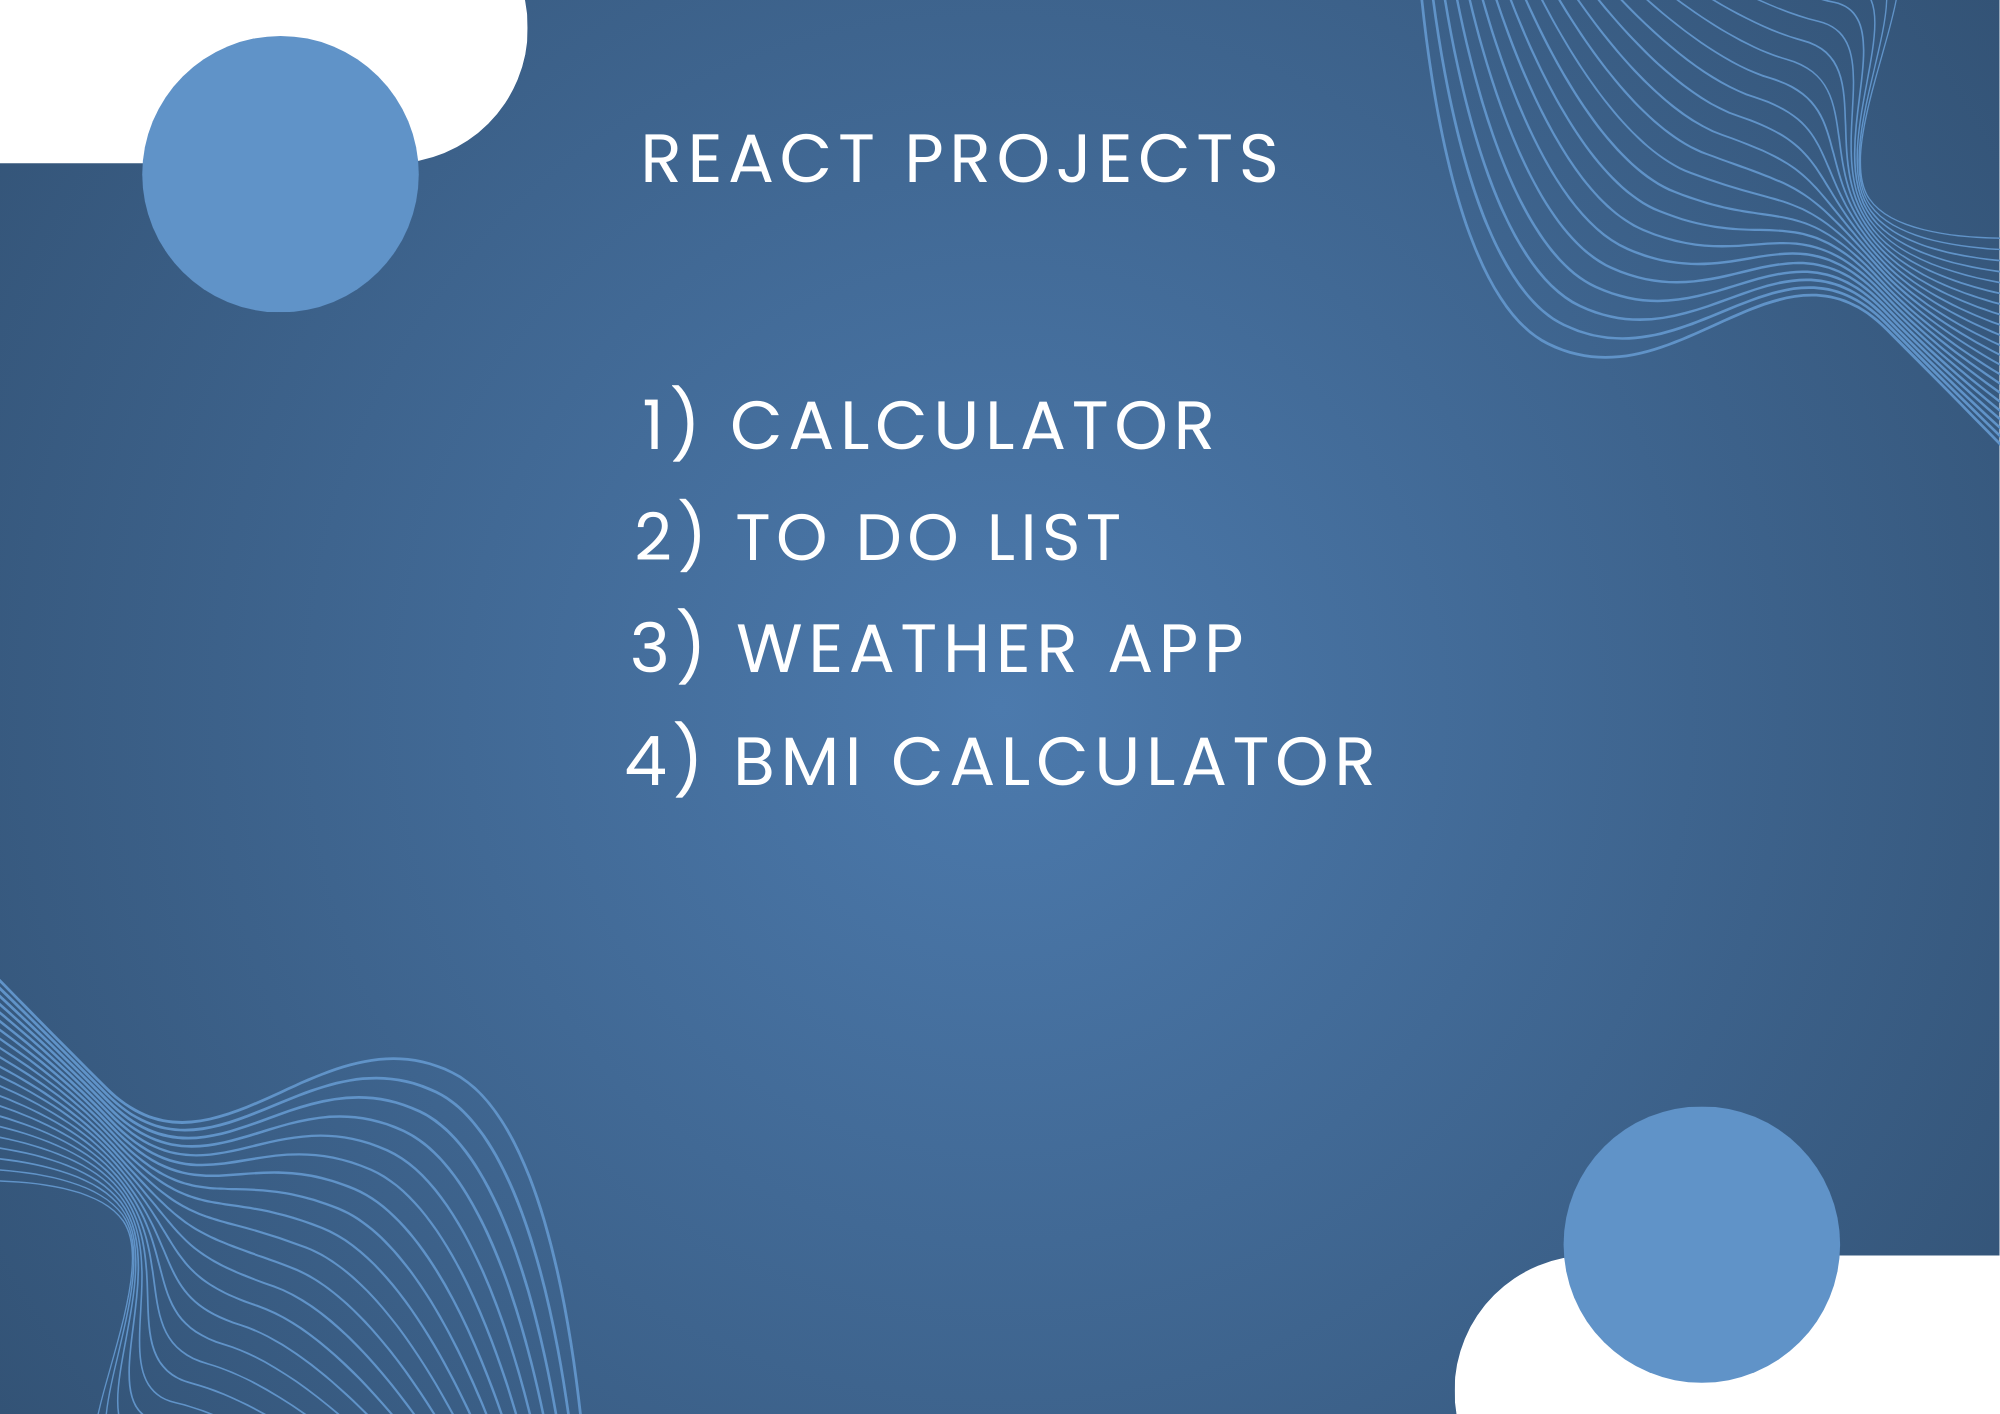 REACT PROJECTS
1) CALCULATOR
2) TO DO LIST
3) WEATHER APP
4) BMI CALCULATOR